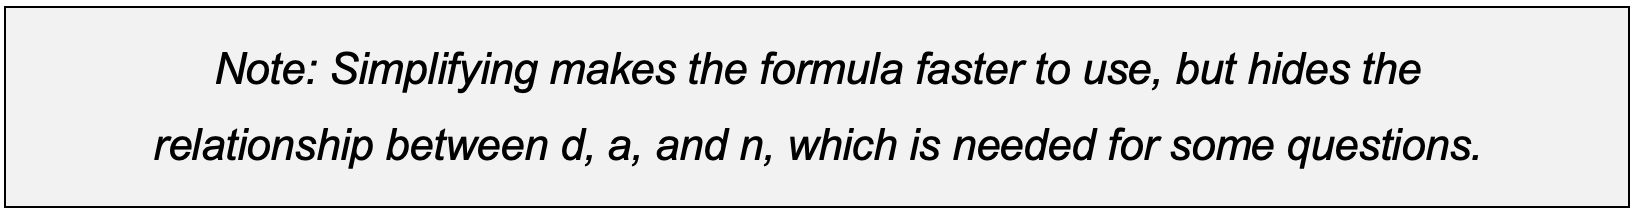 Note: Simplifying makes the formula faster to use, but hides the
relationship between d, a, and n, which is needed for some questions.